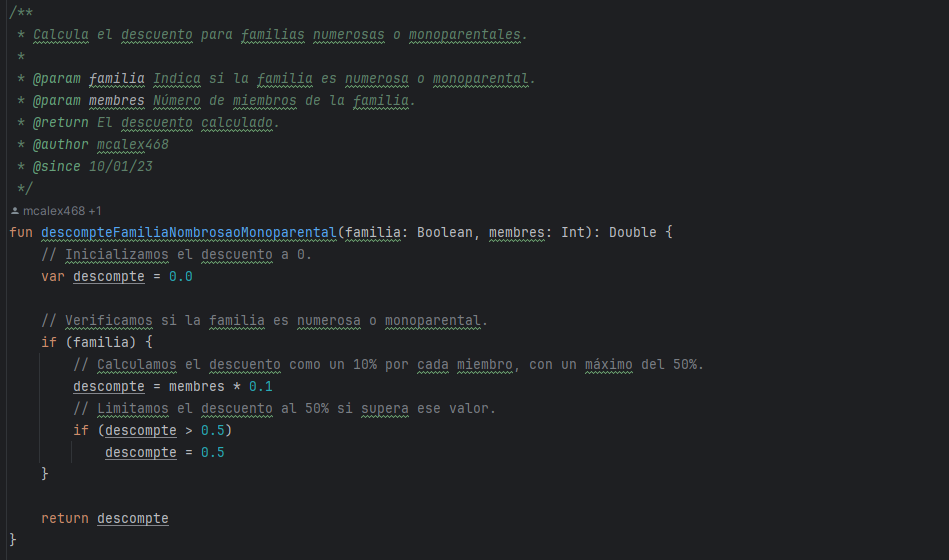 /**
 * Calcula el descuento para familias numerosas o monoparentales.
 *
 * @param familia Indica si la familia es numerosa o monoparental.
 * @param membres Número de miembros de la familia.
 * @return El descuento calculado.
 * @author mcalex468
 * @since 10/01/23
 */
mcalex468 +1
fun descompteFamiliaNombrosaoMonoparental(familia: Boolean, membres: Int): Double {
    // Inicializamos el descuento a 0.
    var descompte = 0.0

    // Verificamos si la familia es numerosa o monoparental.
    if (familia) {
        // Calculamos el descuento como un 10% por cada miembro, con un máximo del 50%.
        descompte = membres * 0.1
        // Limitamos el descuento al 50% si supera ese valor.
        if (descompte > 0.5)
            descompte = 0.5
    }

    return descompte
}